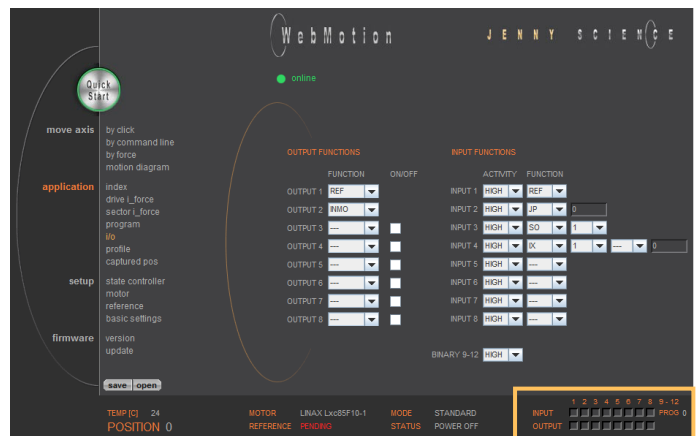 WebMotion
JENNY SCIENCE
online
Quick
Start
move axis
by click
by command line
by force
motion diagram
application
index
drive i_force
sector i_force
program
i/o
profile
captured pos
setup
state controller
motor
reference
basic settings
firmware
version
update
save open
OUTPUT FUNCTIONS
FUNCTION ON/OFF
OUTPUT 1 REF
OUTPUT 2 INMO
OUTPUT 3 ---
OUTPUT 4 ---
OUTPUT 5 ---
OUTPUT 6 ---
OUTPUT 7 ---
OUTPUT 8 ---
INPUT FUNCTIONS
ACTIVITY FUNCTION
INPUT 1 HIGH REF
INPUT 2 HIGH JP 0
INPUT 3 HIGH SO 1
INPUT 4 HIGH IX 1 --- 0
INPUT 5 HIGH ---
INPUT 6 HIGH ---
INPUT 7 HIGH ---
INPUT 8 HIGH ---
BINARY 9-12 HIGH
TEMP [C] 24
POSITION 0
MOTOR LINAX Lxc85F10-1
REFERENCE PENDING
MODE STANDARD
STATUS POWER OFF
1 2 3 4 5 6 7 8 9 - 12
INPUT PROG 0
OUTPUT